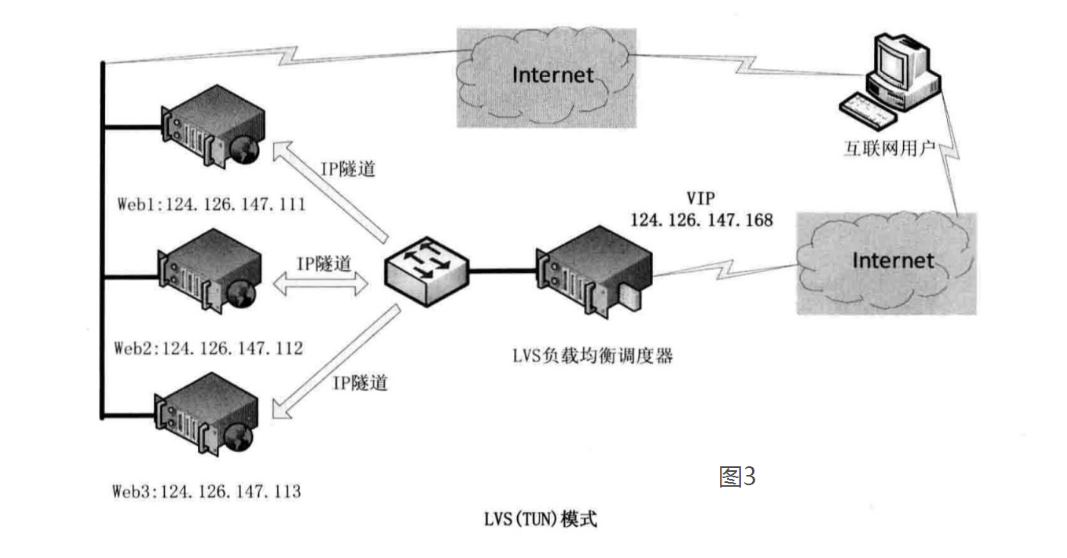 Internet
互联网用户
IP隧道
Web1:124.126.147.111
VIP
124.126.147.168
IP隧道
Internet
Web2:124.126.147.112
LVS负载均衡调度器
IP隧道
图3
Web3:124.126.147.113
LVS(TUN)模式